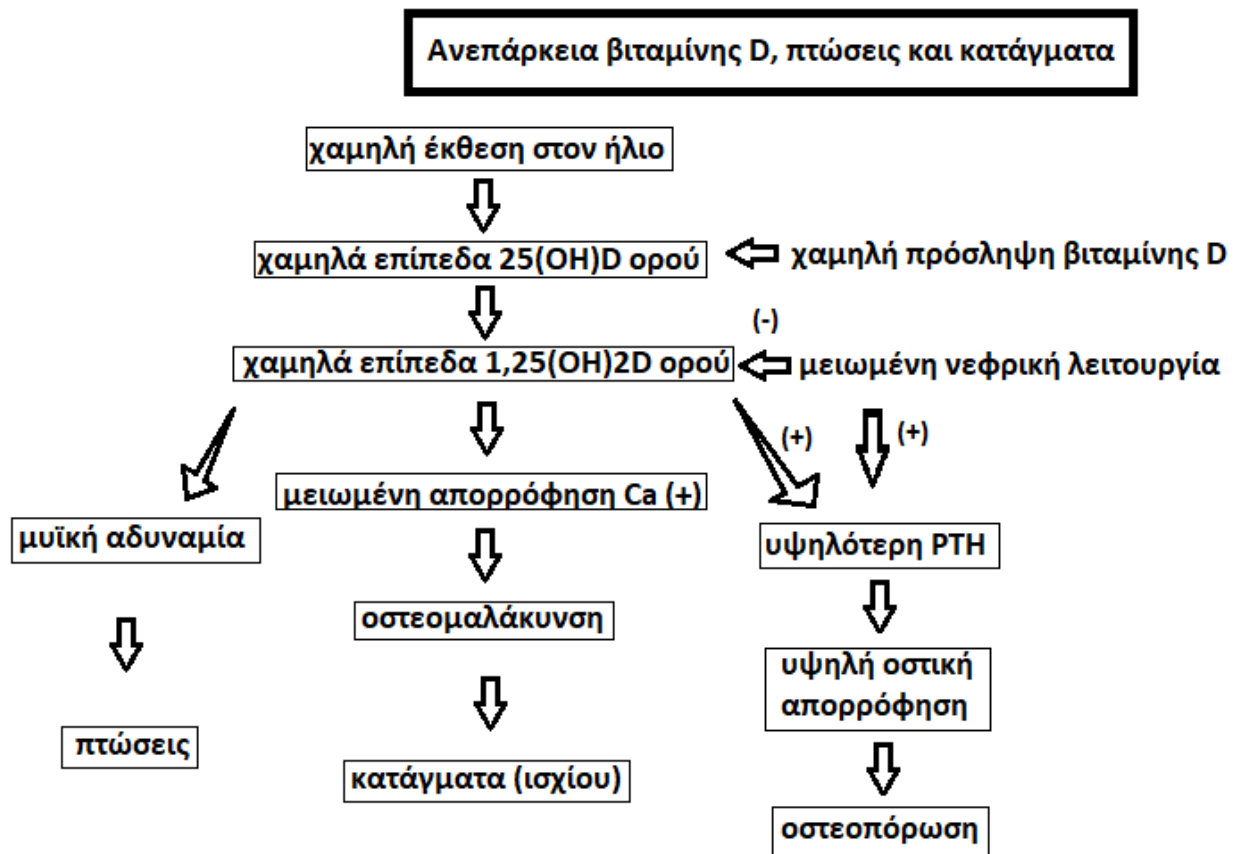 Ανεπάρκεια βιταμίνης D, πτώσεις και κατάγματα
χαμηλή έκθεση στον ήλιο
χαμηλά επίπεδα 25(OH)D ορού
χαμηλή πρόσληψη βιταμίνης D
(-)
χαμηλά επίπεδα 1,25(OH)2D ορού
μειωμένη νεφρική λειτουργία
(+)
(+)
μειωμένη απορρόφηση Ca (+)
μυϊκή αδυναμία
υψηλότερη PTH
οστεομαλάκυνση
υψηλή οστική
απορρόφηση
πτώσεις
κατάγματα (ισχίου)
οστεοπόρωση